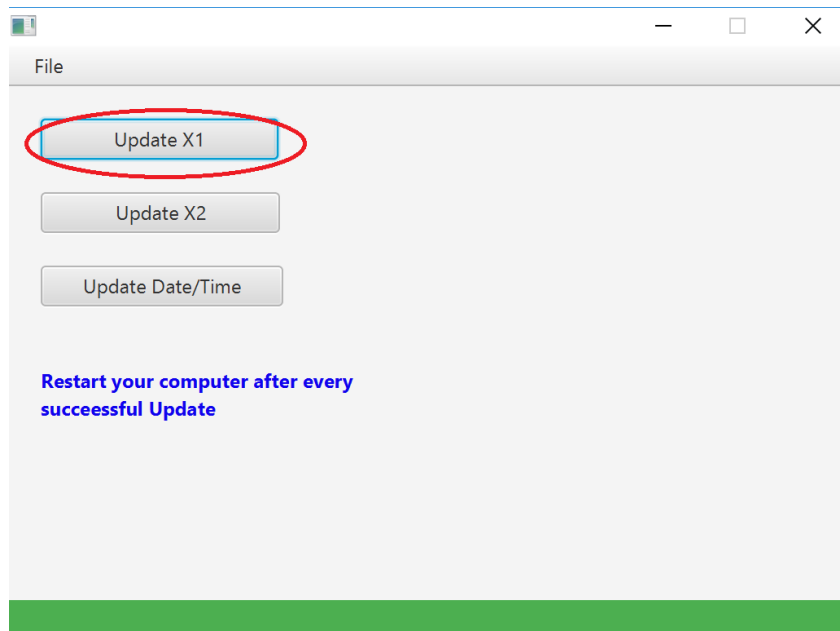 File
Update X1
Update X2
Update Date/Time
Restart your computer after every
succeessful Update